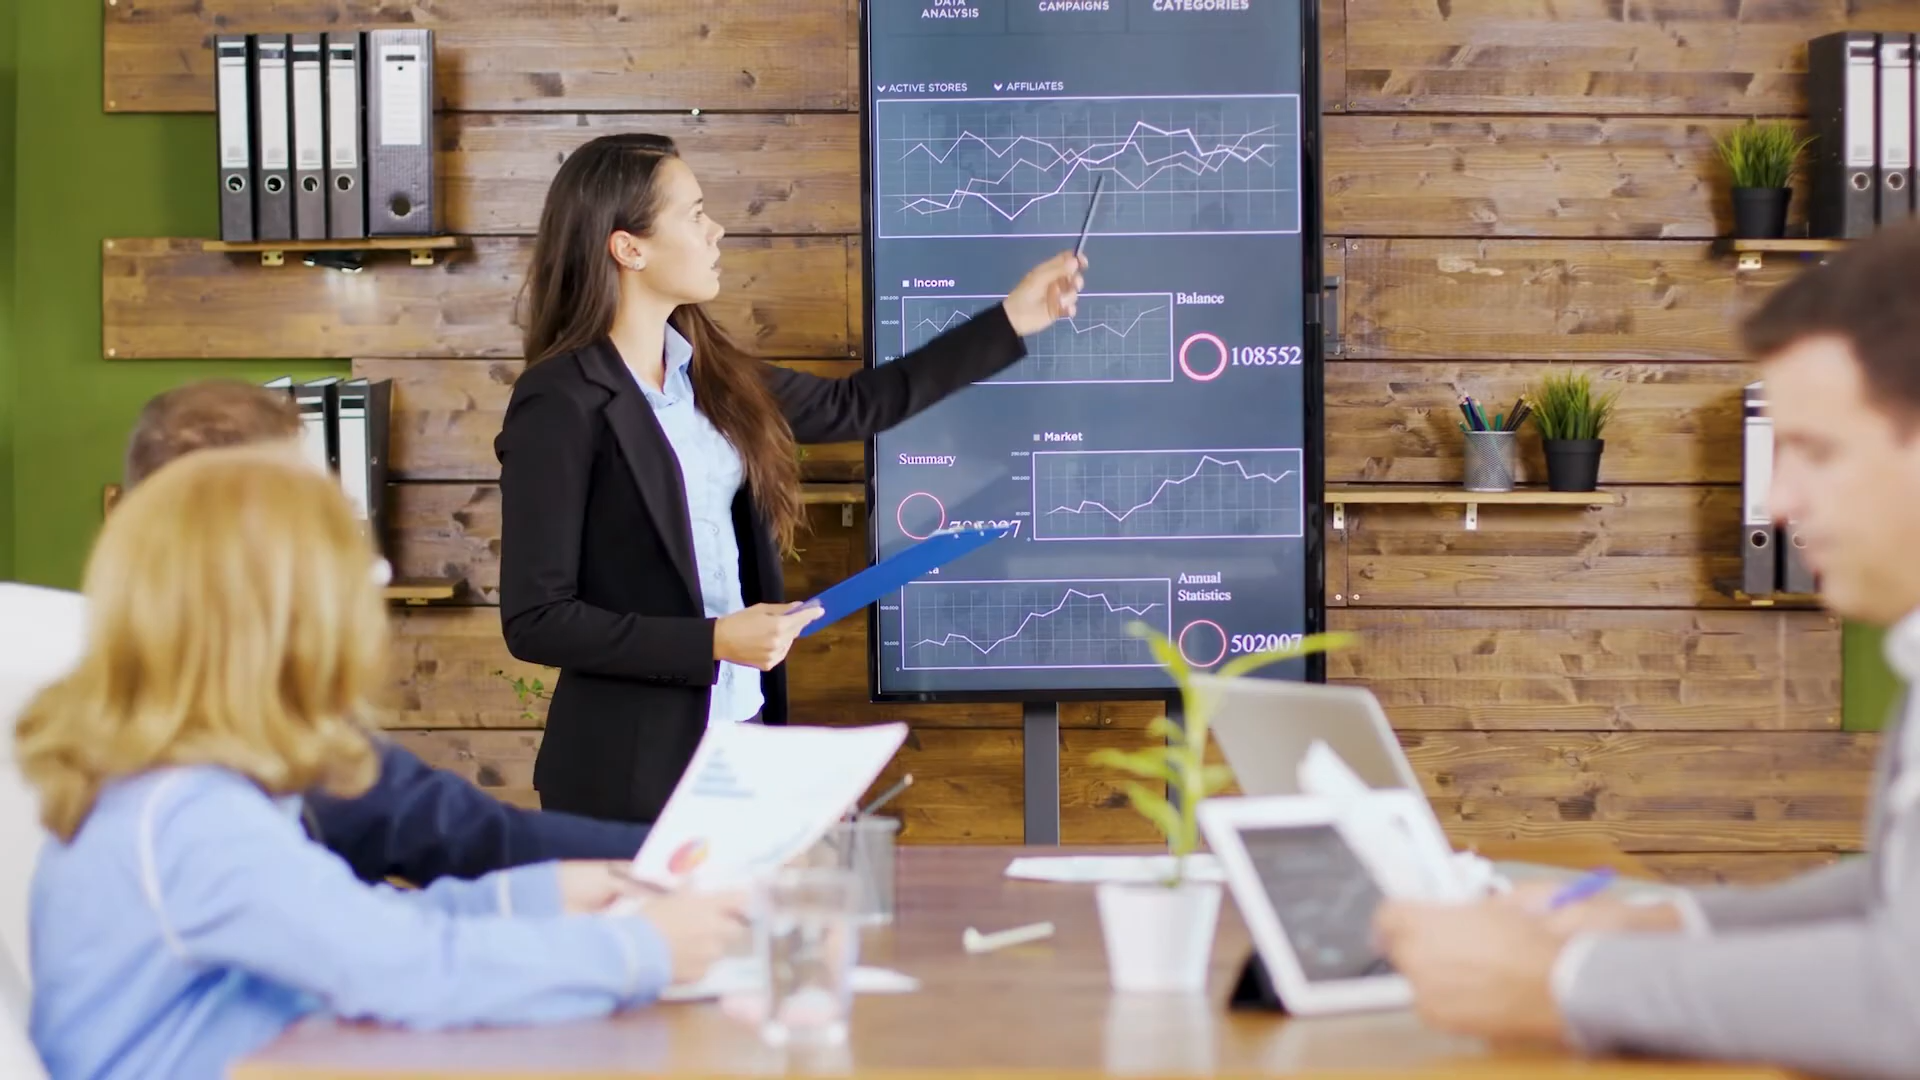 DATA
ANALYSIS
CAMPAIGNS
CATEGORIES
ACTIVE STORES
AFFILIATES
Income
Balance
108552
Market
Summary
Annual
Statistics
502007